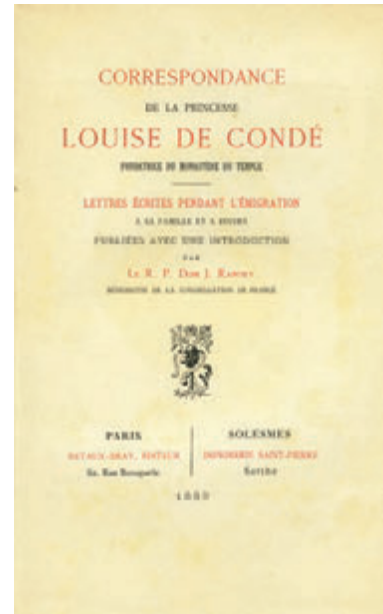 CORRESPONDANCE
DE LA PRINCESSE
LOUISE DE CONDÉ
FONDATRICE DU MONASTÈRE DU TEMPLE
LETTRES ÉCRITES PENDANT L'ÉMIGRATION
A SA FAMILLE ET A DIVERS
PUBLIÉES AVEC UNE INTRODUCTION
PAR
LE R. P. DOM J.
BÉNÉDICTIN DE LA CONGRÉGATION DE FRANCE
PARIS
RETAUX-BRAY, ÉDITEUR
82, Rue Bonaparte
SOLESMES
IMPRIMERIE SAINT-PIERRE
Sarthe
1889